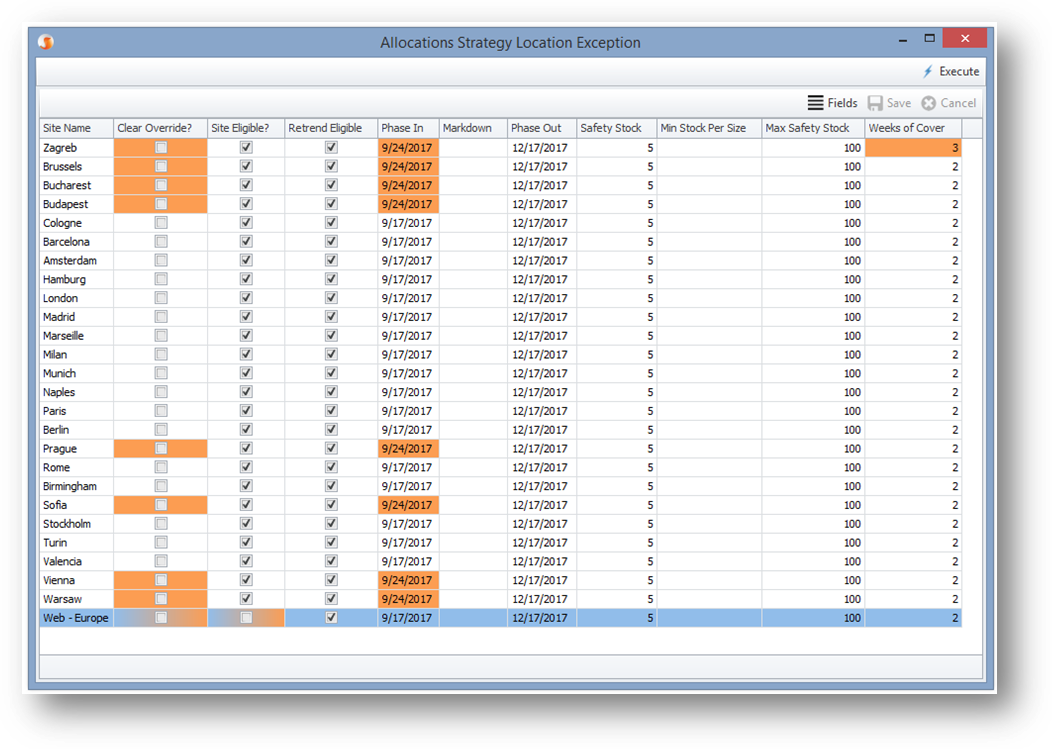 Allocations Strategy Location Exception
Execute
Fields Save Cancel
Site Name Clear Override? Site Eligible? Retrend Eligible Phase In Markdown Phase Out Safety Stock Min Stock Per Size Max Safety Stock Weeks of Cover
Zagreb 9/24/2017 12/17/2017 5 100 3
Brussels 9/24/2017 12/17/2017 5 100 2
Bucharest 9/24/2017 12/17/2017 5 100 2
Budapest 9/24/2017 12/17/2017 5 100 2
Cologne 9/17/2017 12/17/2017 5 100 2
Barcelona 9/17/2017 12/17/2017 5 100 2
Amsterdam 9/17/2017 12/17/2017 5 100 2
Hamburg 9/17/2017 12/17/2017 5 100 2
London 9/17/2017 12/17/2017 5 100 2
Madrid 9/17/2017 12/17/2017 5 100 2
Marseille 9/17/2017 12/17/2017 5 100 2
Milan 9/17/2017 12/17/2017 5 100 2
Munich 9/17/2017 12/17/2017 5 100 2
Naples 9/17/2017 12/17/2017 5 100 2
Paris 9/17/2017 12/17/2017 5 100 2
Berlin 9/17/2017 12/17/2017 5 100 2
Prague 9/24/2017 12/17/2017 5 100 2
Rome 9/17/2017 12/17/2017 5 100 2
Birmingham 9/17/2017 12/17/2017 5 100 2
Sofia 9/24/2017 12/17/2017 5 100 2
Stockholm 9/17/2017 12/17/2017 5 100 2
Turin 9/17/2017 12/17/2017 5 100 2
Valencia 9/17/2017 12/17/2017 5 100 2
Vienna 9/24/2017 12/17/2017 5 100 2
Warsaw 9/24/2017 12/17/2017 5 100 2
Web - Europe 9/17/2017 12/17/2017 5 100 2